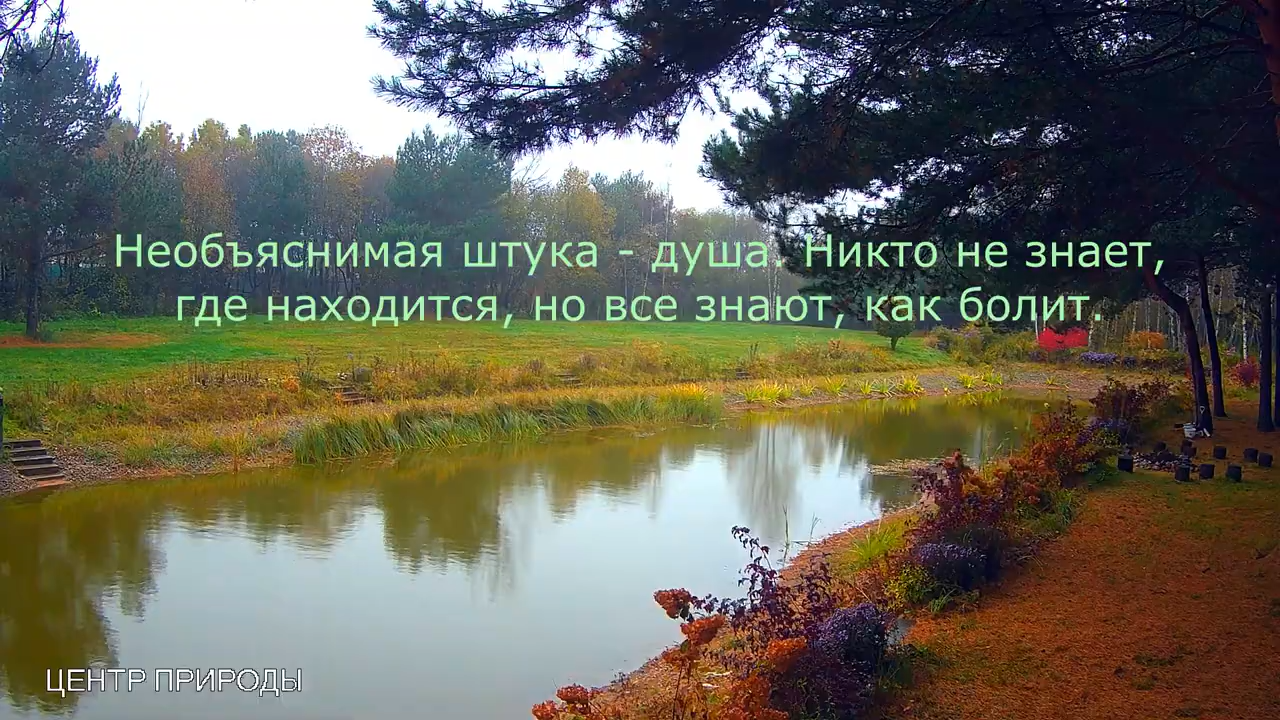 Необъяснимая штука - душа. Никто не знает,
где находится, но все знают, как болит.
ЦЕНТР ПРИРОДЫ